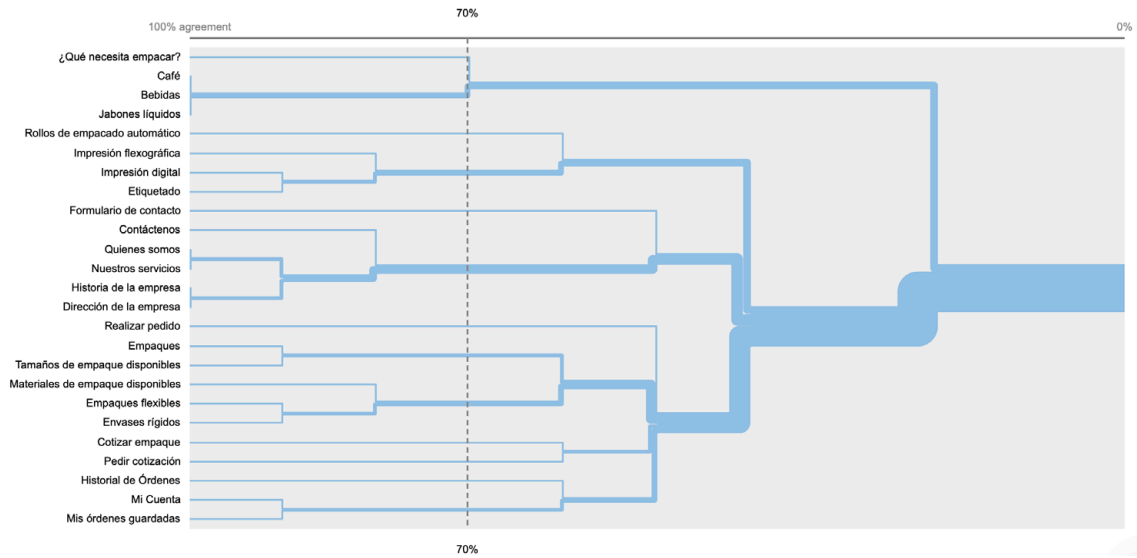 70%
100% agreement
0%
¿Qué necesita empacar?
Café
Bebidas
Jabones líquidos
Rollos de empacado automático
Impresión flexográfica
Impresión digital
Etiquetado
Formulario de contacto
Contáctenos
Quienes somos
Nuestros servicios
Historia de la empresa
Dirección de la empresa
Realizar pedido
Empaques
Tamaños de empaque disponibles
Materiales de empaque disponibles
Empaques flexibles
Envases rígidos
Cotizar empaque
Pedir cotización
Historial de Órdenes
Mi Cuenta
Mis órdenes guardadas
70%